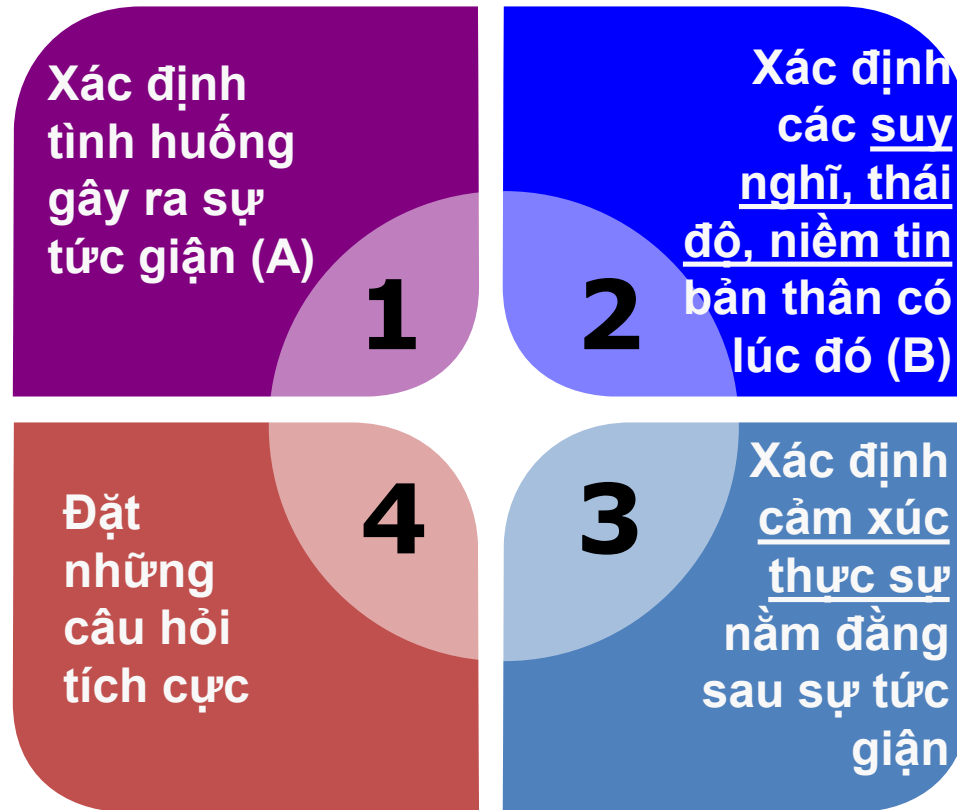 Xác định
tình huống
gây ra sự
tức giận (A)
1
Xác định
các suy
nghĩ, thái
độ, niềm tin
bản thân có
lúc đó (B)
2
Xác định
cảm xúc
thực sự
nằm đằng
sau sự tức
giận
3
Đặt
những
câu hỏi
tích cực
4